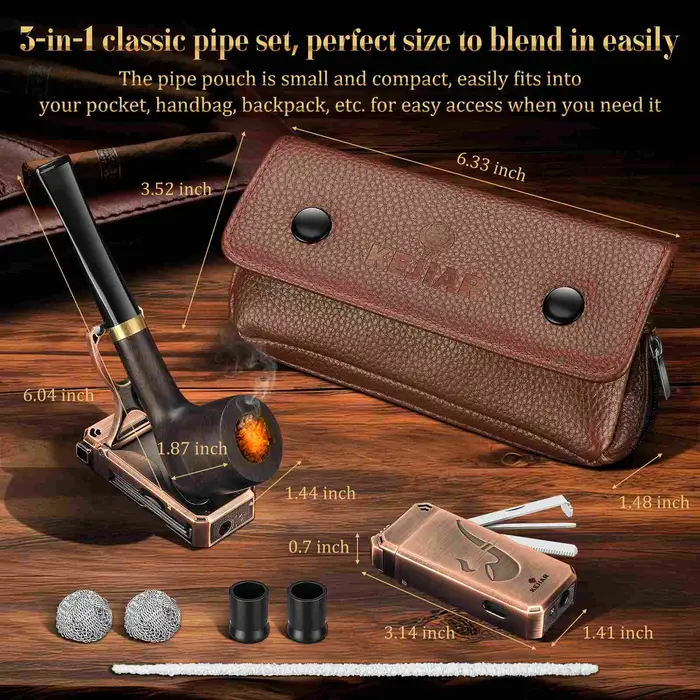 3-in-1 classic pipe set, perfect size to blend in easily
The pipe pouch is small and compact, easily fits into
your pocket, handbag, backpack, etc. for easy access when you need it
6.33 inch
3.52 inch
KEJIAR
6.04 inch
1.87 inch
1.44 inch
1.48 inch
0.7 inch
KEJIAR
3.14 inch
1.41 inch